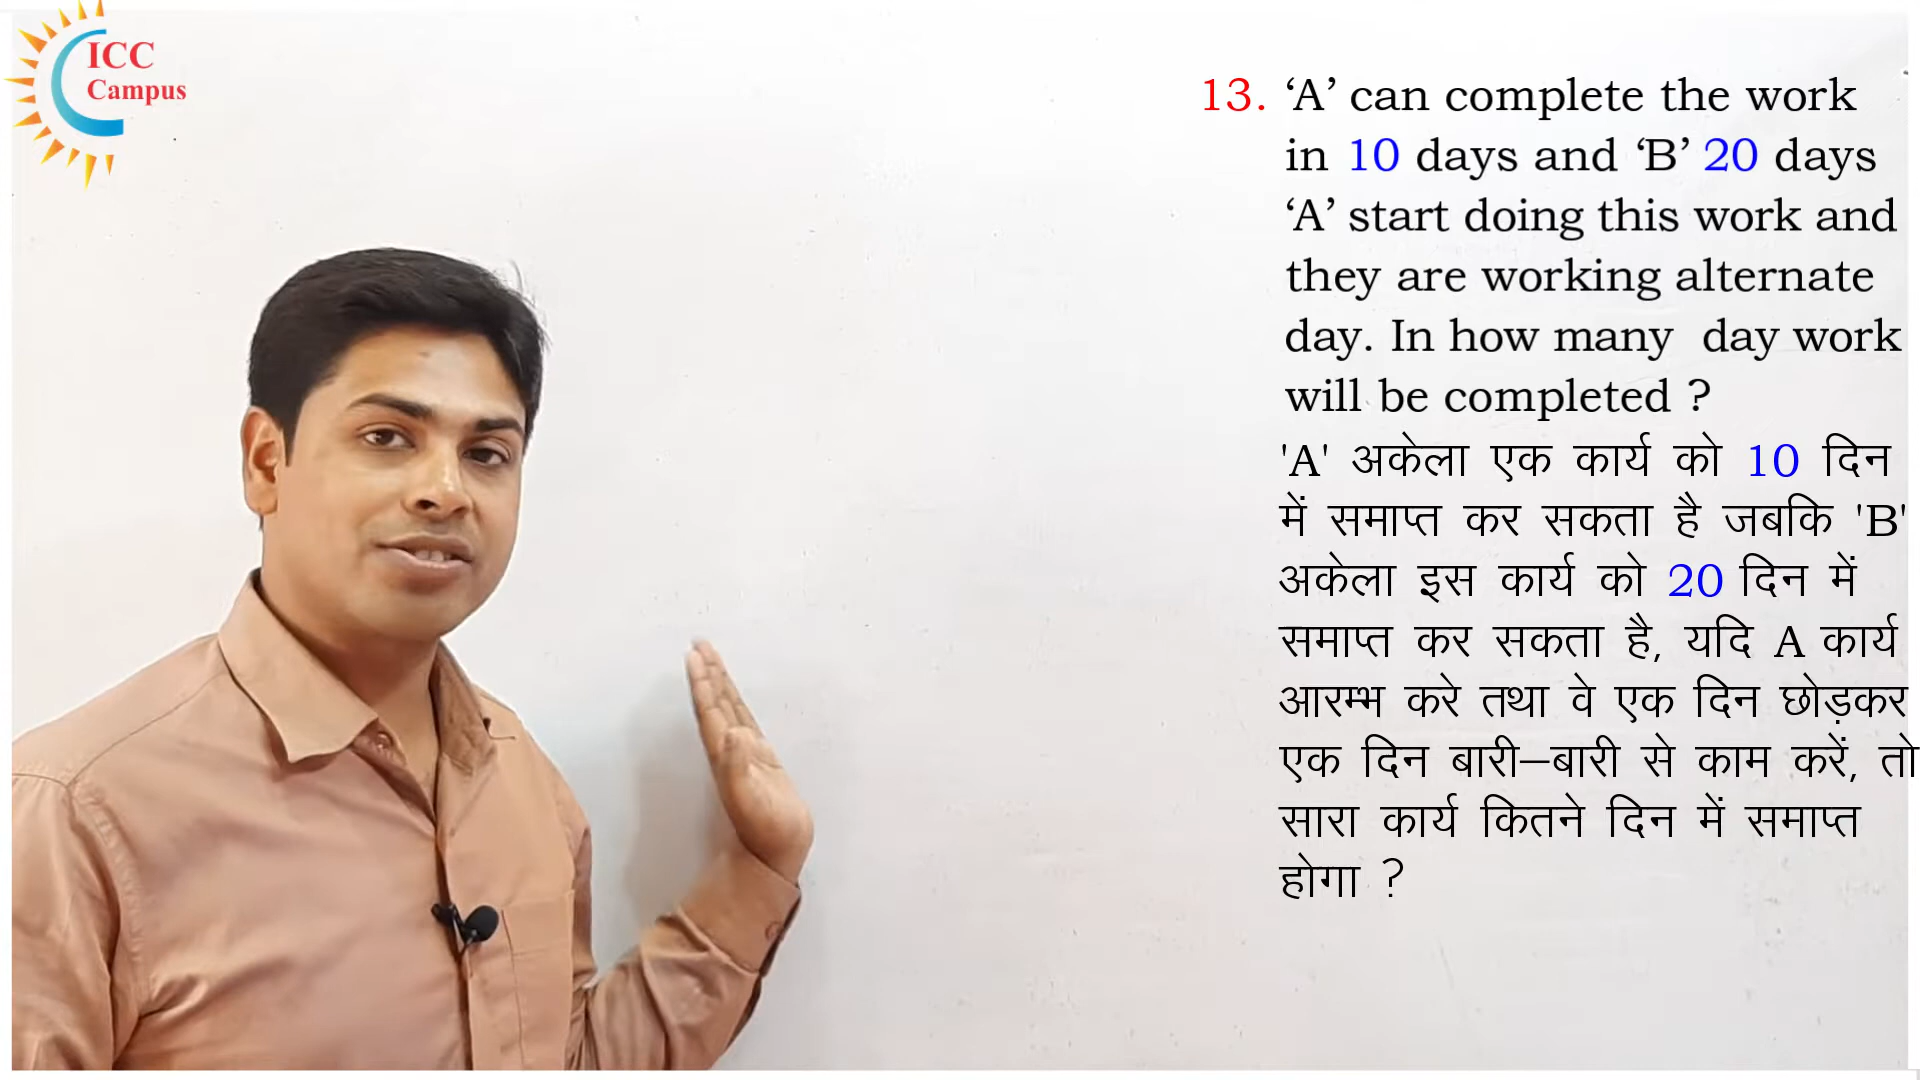 ICC
Campus
13. ‘A’ can complete the work
in 10 days and ‘B’ 20 days
‘A’ start doing this work and
they are working alternate
day. In how many day work
will be completed ?
'A' अकेला एक कार्य को 10 दिन
में समाप्त कर सकता है जबकि 'B'
अकेला इस कार्य को 20 दिन में
समाप्त कर सकता है, यदि A कार्य
आरम्भ करे तथा वे एक दिन छोड़कर
एक दिन बारी–बारी से काम करें, तो
सारा कार्य कितने दिन में समाप्त
होगा ?